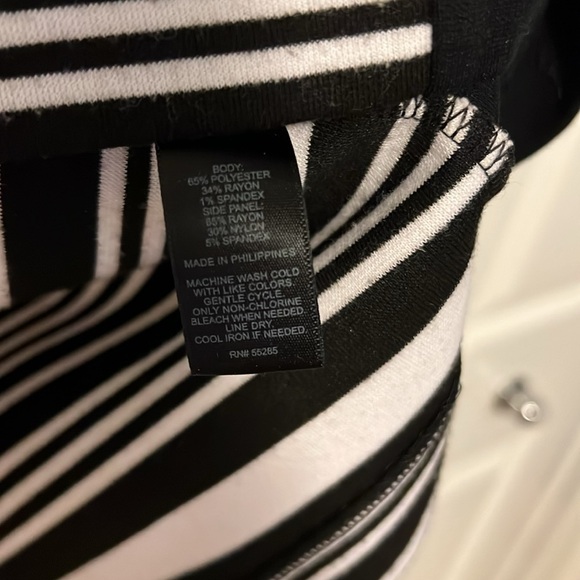 BODY:
65% POLYESTER
34% RAYON
1% SPANDEX
SIDE PANEL:
65% RAYON
30% NYLON
5% SPANDEX
MADE IN PHILIPPINES
MACHINE WASH COLD
WITH LIKE COLORS.
GENTLE CYCLE.
ONLY NON-CHLORINE
BLEACH WHEN NEEDED.
LINE DRY.
COOL IRON IF NEEDED.
RN# 55285